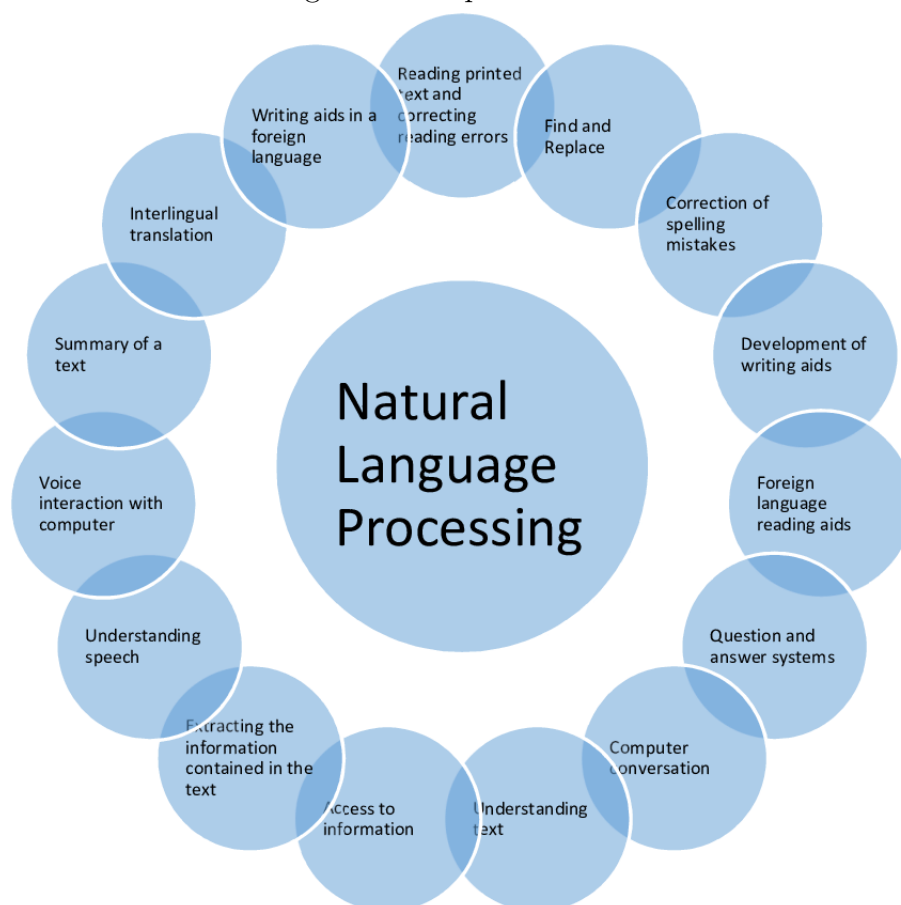 Reading printed
text and
correcting
reading errors
Find and
Replace
Correction of
spelling
mistakes
Development of
writing aids
Foreign
language
reading aids
Question and
answer systems
Computer
conversation
Understanding
text
Access to
information
Extracting the
information
contained in the
text
Understanding
speech
Voice
interaction with
computer
Summary of a
text
Interlingual
translation
Writing aids in a
foreign
language
Natural
Language
Processing